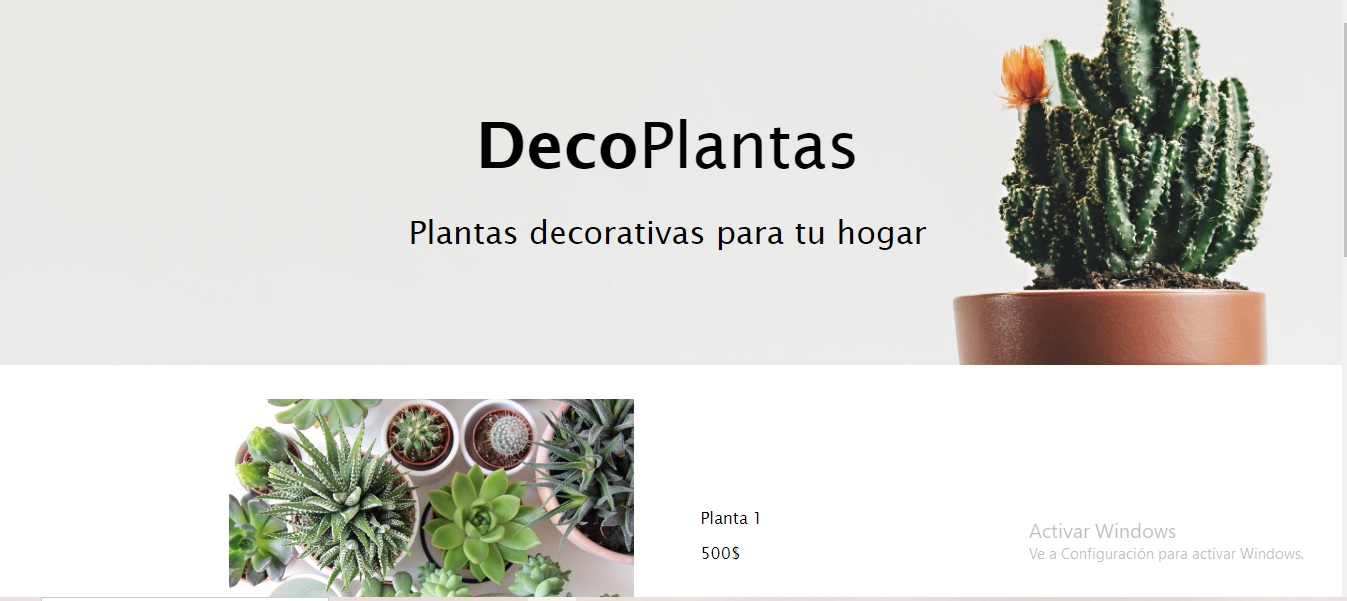 DecoPlantas
Plantas decorativas para tu hogar
Planta 1
500$
Activar Windows
Ve a Configuración para activar Windows.